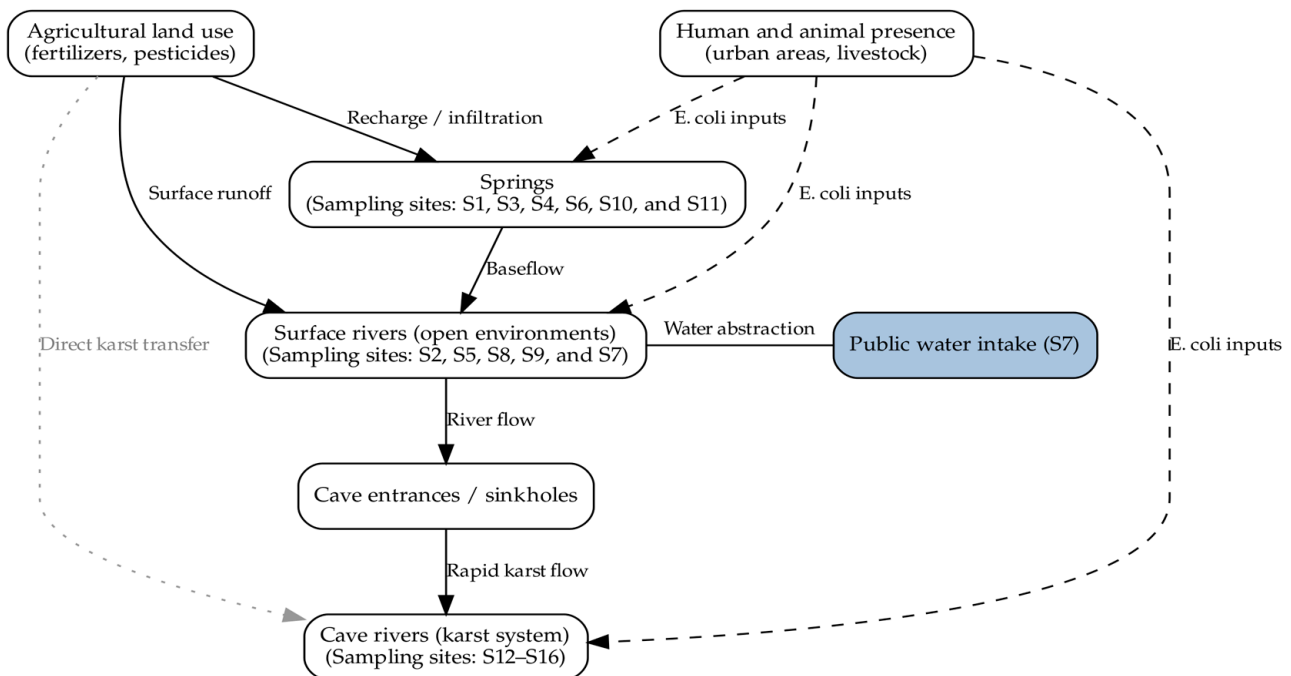 Agricultural land use
(fertilizers, pesticides)
Human and animal presence
(urban areas, livestock)
Recharge / infiltration
E. coli inputs
Surface runoff
Springs
(Sampling sites: S1, S3, S4, S6, S10, and S11)
E. coli inputs
Baseflow
Surface rivers (open environments)
(Sampling sites: S2, S5, S8, S9, and S7)
Water abstraction
Public water intake (S7)
Direct karst transfer
E. coli inputs
River flow
Cave entrances / sinkholes
Rapid karst flow
Cave rivers (karst system)
(Sampling sites: S12–S16)